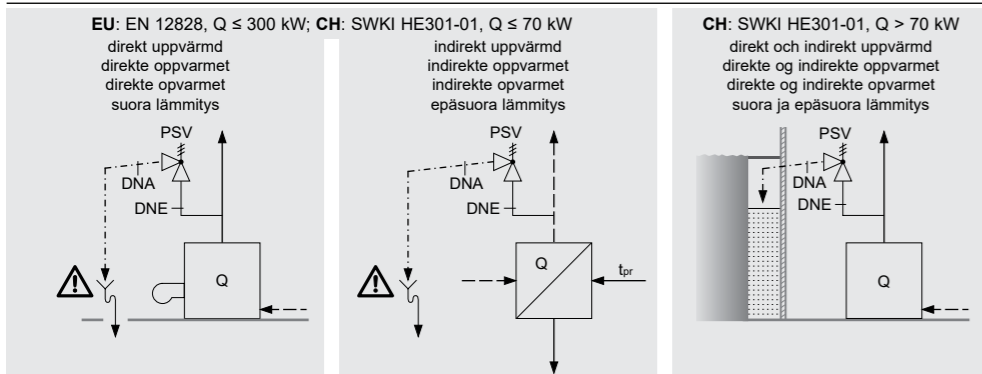 EU: EN 12828, Q ≤ 300 kW; CH: SWKI HE301-01, Q ≤ 70 kW
direkt uppvärmd
direkte oppvarmet
direkte opvarmet
suora lämmitys
PSV
DNA
DNE
Q
indirekt uppvärmd
indirekte oppvarmet
indirekte opvarmet
epäsuora lämmitys
PSV
DNA
DNE
Q
tpr
CH: SWKI HE301-01, Q > 70 kW
direkt och indirekt uppvärmd
direkte og indirekte oppvarmet
direkte og indirekte opvarmet
suora ja epäsuora lämmitys
PSV
DNA
DNE
Q